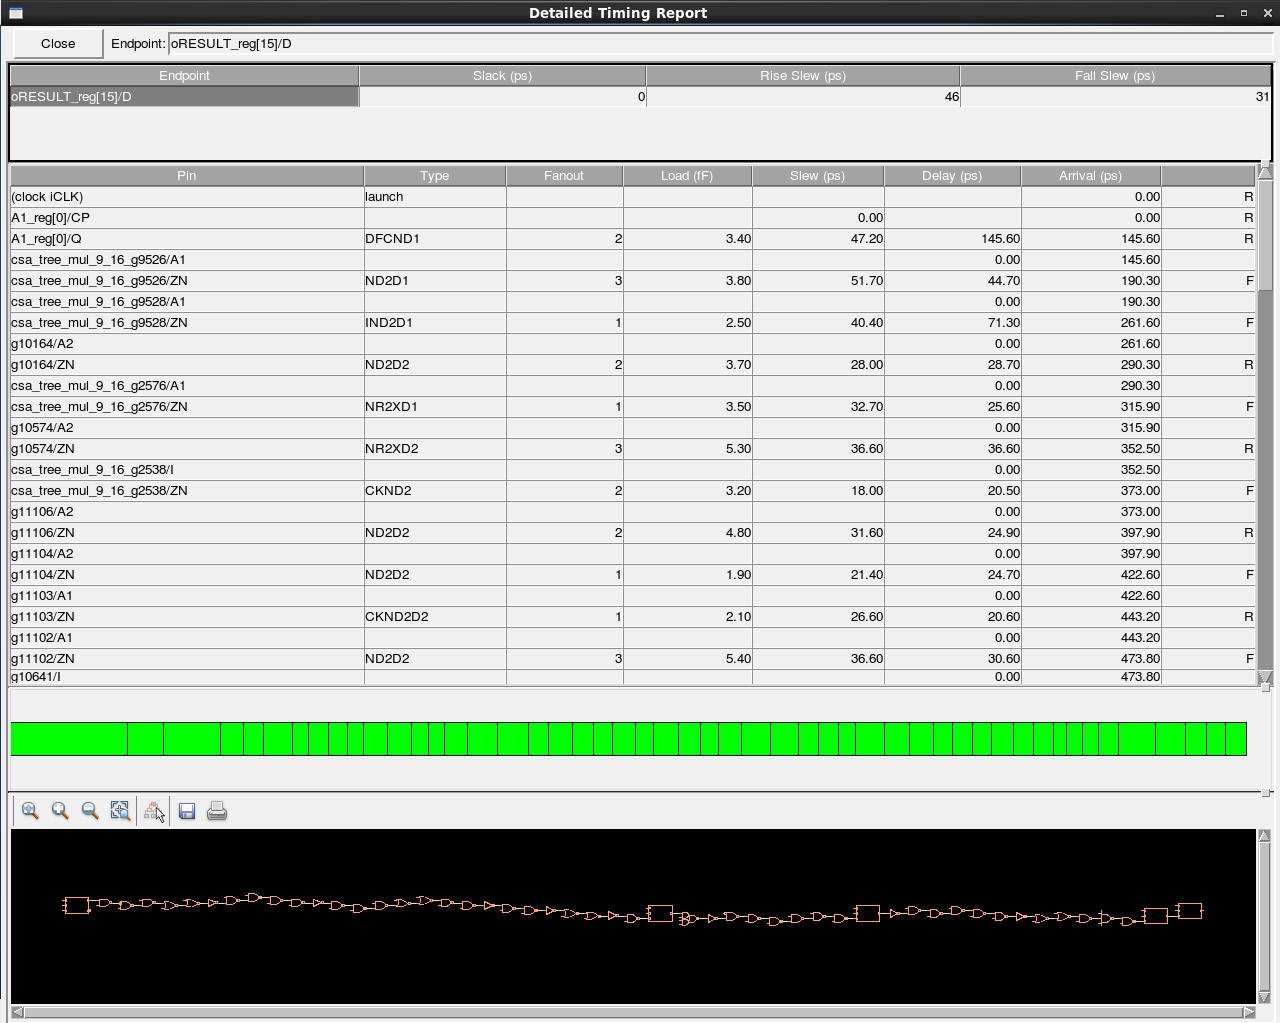 Detailed Timing Report
Close Endpoint: oRESULT_reg[15]/D
Endpoint Slack (ps) Rise Slew (ps) Fall Slew (ps)
oRESULT_reg[15]/D 0 46 31
Pin Type Fanout Load (fF) Slew (ps) Delay (ps) Arrival (ps)
(clock iCLK) launch 0.00 R
A1_reg[0]/CP 0.00 0.00 R
A1_reg[0]/Q DFCND1 2 3.40 47.20 145.60 145.60 R
csa_tree_mul_9_16_g9526/A1 0.00 145.60
csa_tree_mul_9_16_g9526/ZN ND2D1 3 3.80 51.70 44.70 190.30 F
csa_tree_mul_9_16_g9528/A1 0.00 190.30
csa_tree_mul_9_16_g9528/ZN IND2D1 1 2.50 40.40 71.30 261.60 F
g10164/A2 0.00 261.60
g10164/ZN ND2D2 2 3.70 28.00 28.70 290.30 R
csa_tree_mul_9_16_g2576/A1 0.00 290.30
csa_tree_mul_9_16_g2576/ZN NR2XD1 1 3.50 32.70 25.60 315.90 F
g10574/A2 0.00 315.90
g10574/ZN NR2XD2 3 5.30 36.60 36.60 352.50 R
csa_tree_mul_9_16_g2538/I 0.00 352.50
csa_tree_mul_9_16_g2538/ZN CKND2 2 3.20 18.00 20.50 373.00 F
g11106/A2 0.00 373.00
g11106/ZN ND2D2 2 4.80 31.60 24.90 397.90 R
g11104/A2 0.00 397.90
g11104/ZN ND2D2 1 1.90 21.40 24.70 422.60 F
g11103/A1 0.00 422.60
g11103/ZN CKND2D2 1 2.10 26.60 20.60 443.20 R
g11102/A1 0.00 443.20
g11102/ZN ND2D2 3 5.40 36.60 30.60 473.80 F
g10641/I 0.00 473.80